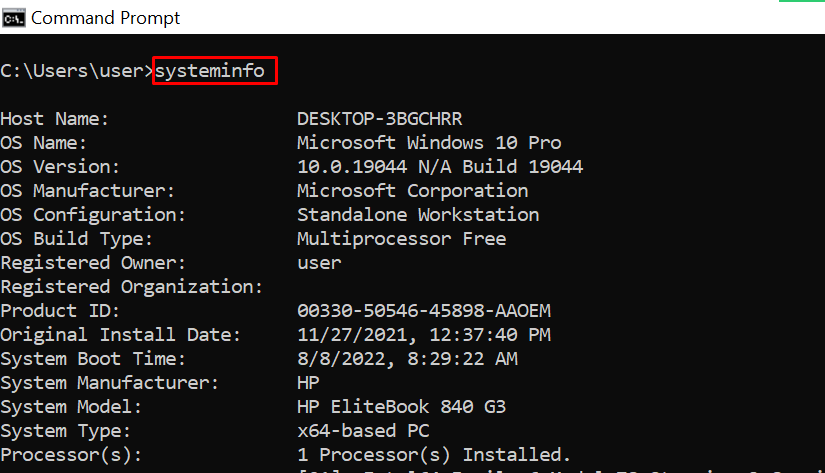 Command Prompt
C:\Users\user>systeminfo
Host Name: DESKTOP-3BGCHRR
OS Name: Microsoft Windows 10 Pro
OS Version: 10.0.19044 N/A Build 19044
OS Manufacturer: Microsoft Corporation
OS Configuration: Standalone Workstation
OS Build Type: Multiprocessor Free
Registered Owner: user
Registered Organization:
Product ID: 00330-50546-45898-AAOEM
Original Install Date: 11/27/2021, 12:37:40 PM
System Boot Time: 8/8/2022, 8:29:22 AM
System Manufacturer: HP
System Model: HP EliteBook 840 G3
System Type: x64-based PC
Processor(s): 1 Processor(s) Installed.